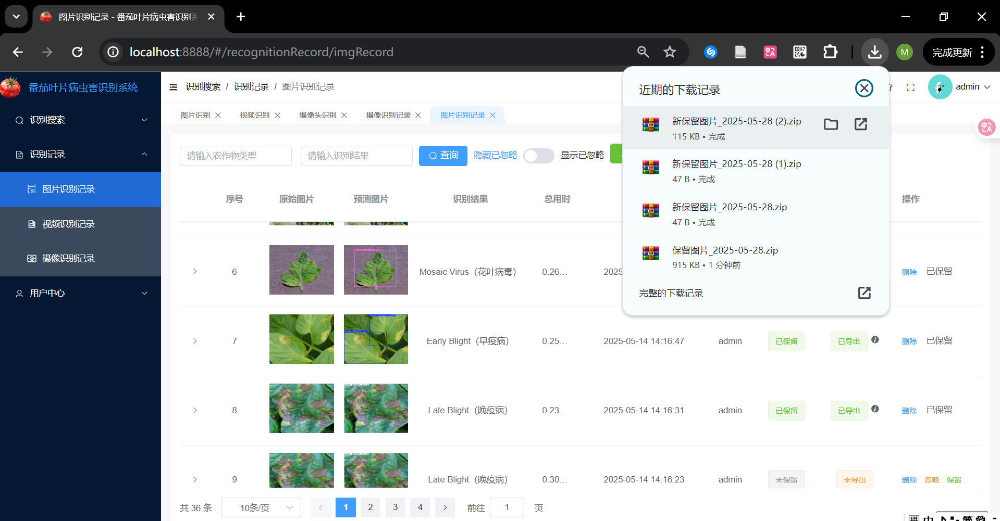 图片识别记录 - 番茄叶片病虫害识别系
localhost:8888/#/recognitionRecord/imgRecord
M
完成更新
番茄叶片病虫害识别系统
识别搜索
识别记录
图片识别记录
视频识别记录
摄像识别记录
用户中心
识别搜索 / 识别记录 / 图片识别记录
admin
图片识别
视频识别
摄像头识别
摄像识别记录
图片识别记录
请输入农作物类型
请输入识别结果
查询
隐藏已忽略
显示已忽略
近期的下载记录
新保留图片_2025-05-28 (2).zip
115 KB • 完成
新保留图片_2025-05-28 (1).zip
47 B • 完成
新保留图片_2025-05-28.zip
47 B • 完成
保留图片_2025-05-28.zip
915 KB • 1 分钟前
完整的下载记录
序号 原始图片 预测图片 识别结果 总用时 操作
6 Mosaic Virus（花叶病毒） 0.26... 2025 删除 已保留
7 Early Blight（早疫病） 0.25... 2025-05-14 14:16:47 admin 已保留 已导出 删除 已保留
8 Late Blight（晚疫病） 0.23... 2025-05-14 14:16:31 admin 已保留 已导出 删除 已保留
9 Late Blight（晚疫病） 0.30... 2025-05-14 14:16:23 admin 未保留 未导出 删除 忽略 保留
共 36 条 10条/页 1 2 3 4 前往 1 页